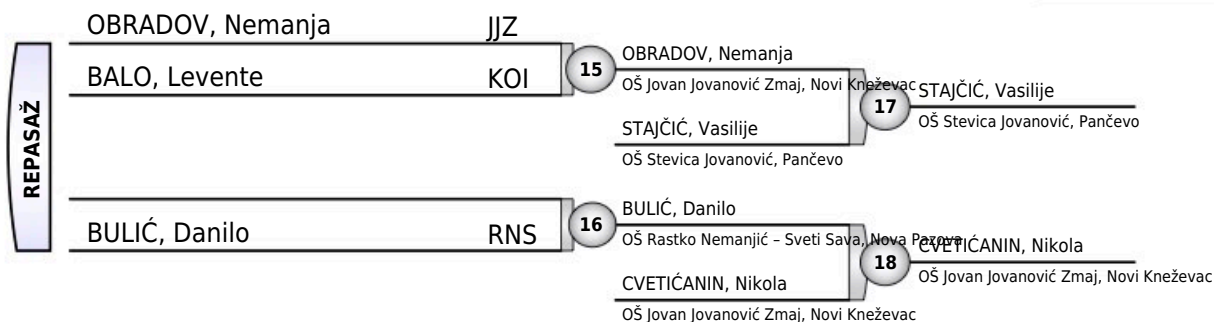 REPASAŽ
OBRADOV, Nemanja JJZ
BALO, Levente KOI
15
OBRADOV, Nemanja
OŠ Jovan Jovanović Zmaj, Novi Kneževac
STAJČIĆ, Vasilije
OŠ Stevica Jovanović, Pančevo
17
STAJČIĆ, Vasilije
OŠ Stevica Jovanović, Pančevo
BULIĆ, Danilo RNS
16
BULIĆ, Danilo
OŠ Rastko Nemanjić – Sveti Sava, Nova Pazova
CVETIĆANIN, Nikola
OŠ Jovan Jovanović Zmaj, Novi Kneževac
18
CVETIĆANIN, Nikola
OŠ Jovan Jovanović Zmaj, Novi Kneževac